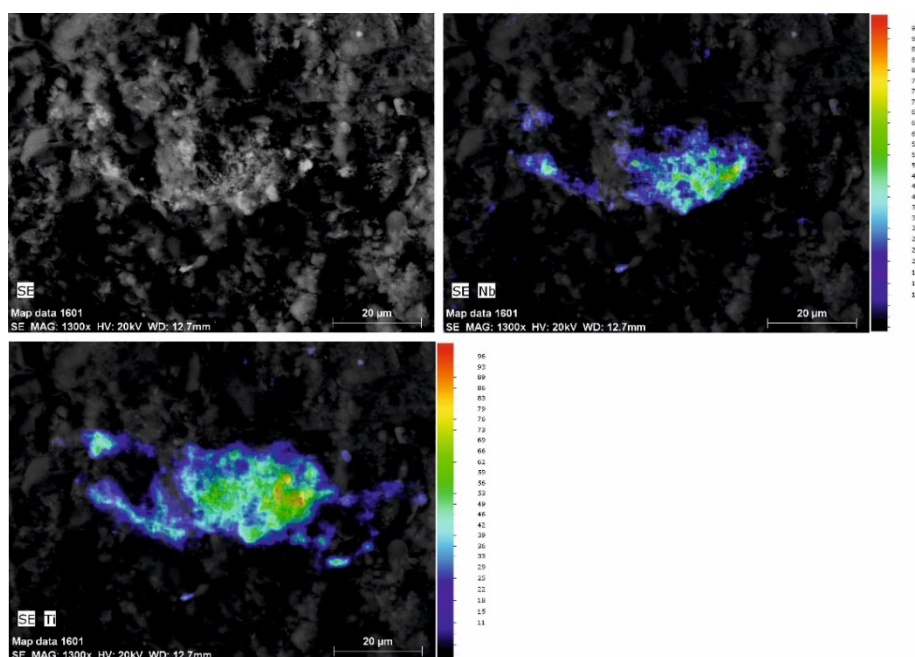 SE
Map data 1601
SE MAG: 1300x HV: 20kV WD: 12.7mm
20 µm
SE Nb
Map data 1601
SE MAG: 1300x HV: 20kV WD: 12.7mm
20 µm
96
93
89
86
83
79
76
73
69
66
62
59
56
53
49
46
42
39
36
33
29
25
22
18
15
11
SE Ti
Map data 1601
SE MAG: 1300x HV: 20kV WD: 12.7mm
20 µm